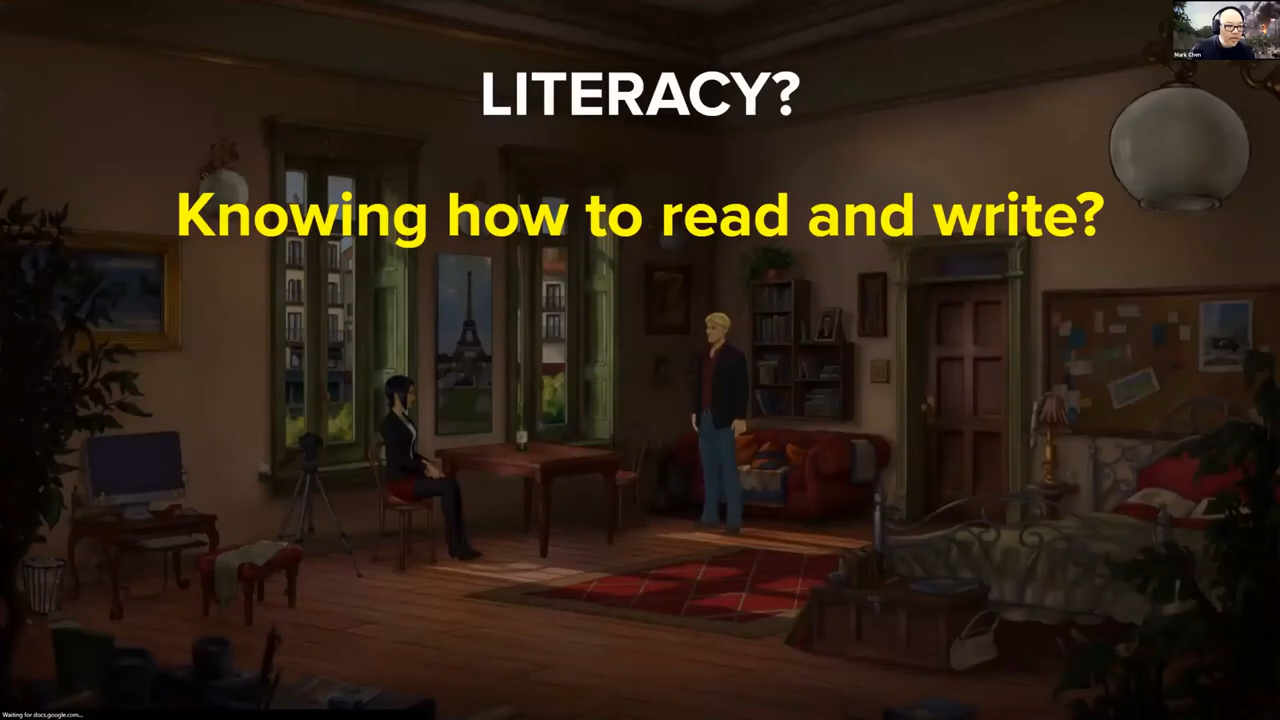 Mark Chen
LITERACY?
Knowing how to read and write?
Waiting for docs.google.com...